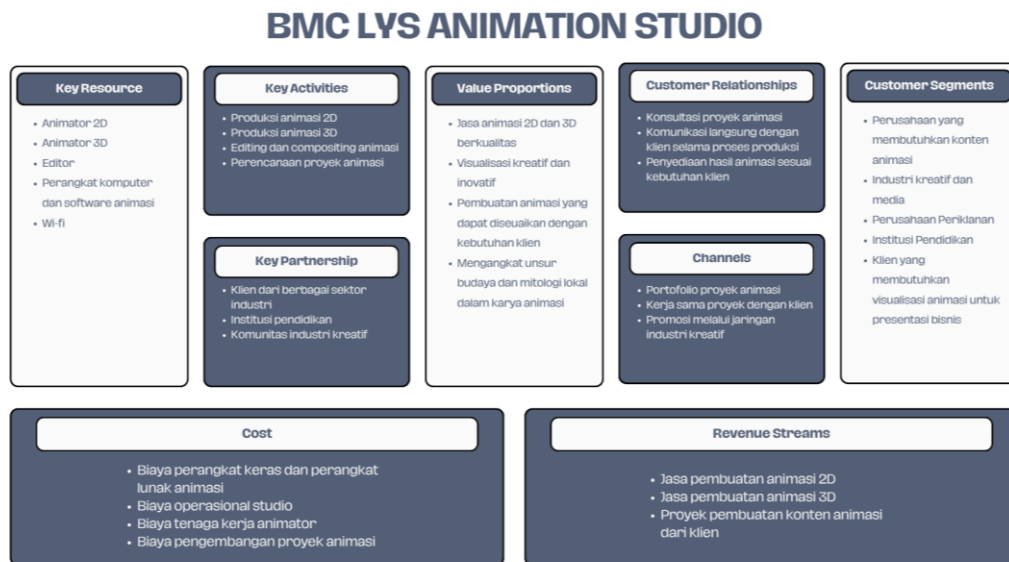 BMC LYS ANIMATION STUDIO
Key Resource
• Animator 2D
• Animator 3D
• Editor
• Perangkat komputer
dan software animasi
• Wi-fi
Key Activities
• Produksi animasi 2D
• Produksi animasi 3D
• Editing dan compositing animasi
• Perencanaan proyek animasi
Key Partnership
• Klien dari berbagai sektor
industri
• Institusi pendidikan
• Komunitas industri kreatif
Value Proportions
• Jasa animasi 2D dan 3D
berkualitas
• Visualisasi kreatif dan
inovatif
• Pembuatan animasi yang
dapat diseuaikan dengan
kebutuhan klien
• Mengangkat unsur
budaya dan mitologi lokal
dalam karya animasi
Customer Relationships
• Konsultasi proyek animasi
• Komunikasi langsung dengan
klien selama proses produksi
• Penyediaan hasil animasi sesuai
kebutuhan klien
Channels
• Portofolio proyek animasi
• Kerja sama proyek dengan klien
• Promosi melalui jaringan
industri kreatif
Customer Segments
• Perusahaan yang
membutuhkan konten
animasi
• Industri kreatif dan
media
• Perusahaan Periklanan
• Institusi Pendidikan
• Klien yang
membutuhkan
visualisasi animasi untuk
presentasi bisnis
Cost
• Biaya perangkat keras dan perangkat
lunak animasi
• Biaya operasional studio
• Biaya tenaga kerja animator
• Biaya pengembangan proyek animasi
Revenue Streams
• Jasa pembuatan animasi 2D
• Jasa pembuatan animasi 3D
• Proyek pembuatan konten animasi
dari klien